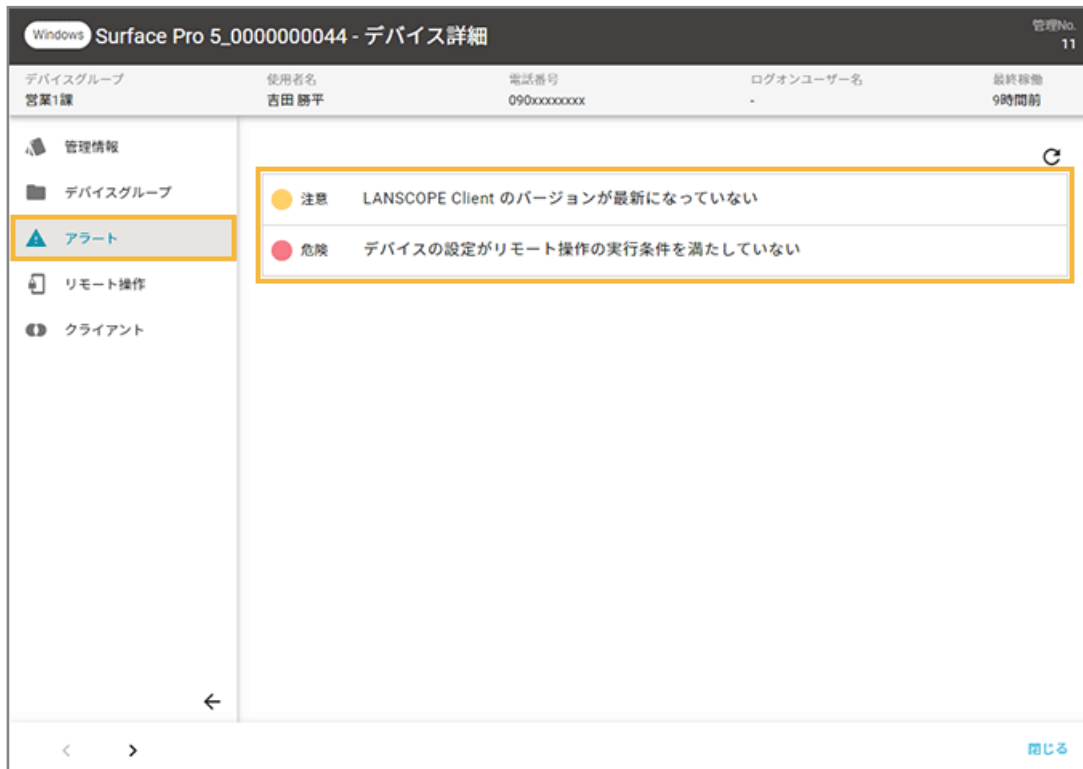 Windows Surface Pro 5_0000000044 - デバイス詳細
管理No.
11
デバイスグループ 使用者名 電話番号 ログオンユーザー名 最終稼働
営業1課 吉田 勝平 090xxxxxxxx - 9時間前
管理情報
デバイスグループ
アラート
リモート操作
クライアント
注意 LANSCOPE Client のバージョンが最新になっていない
危険 デバイスの設定がリモート操作の実行条件を満たしていない
閉じる